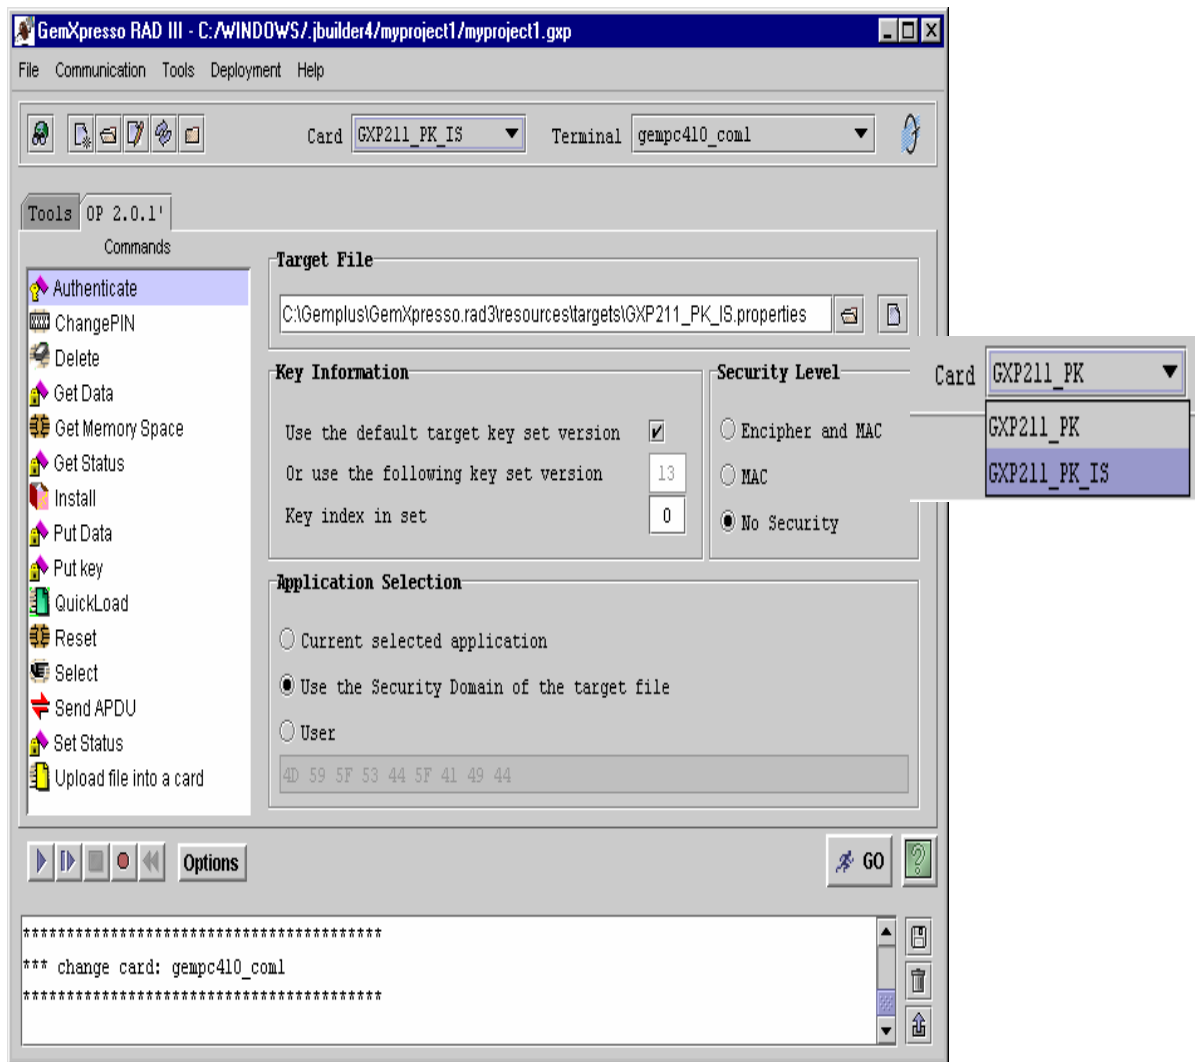 GemXpresso RAD III - C:/WINDOWS/.jbuilder4/myproject1/myproject1.gxp
File Communication Tools Deployment Help
Card GXP211_PK_IS Terminal gempc410_com1
Tools OP 2.0.1'
Commands
Authenticate
ChangePIN
Delete
Get Data
Get Memory Space
Get Status
Install
Put Data
Put key
QuickLoad
Reset
Select
Send APDU
Set Status
Upload file into a card
Target File
C:\Gemplus\GemXpresso.rad3\resources\targets\GXP211_PK_IS.properties
Key Information
Use the default target key set version
Or use the following key set version 13
Key index in set 0
Security Level
Encipher and MAC
MAC
No Security
Card GXP211_PK
GXP211_PK
GXP211_PK_IS
Application Selection
Current selected application
Use the Security Domain of the target file
User
4D 59 5F 53 44 5F 41 49 44
Options
GO
*****************************************
*** change card: gempc410_com1
*****************************************